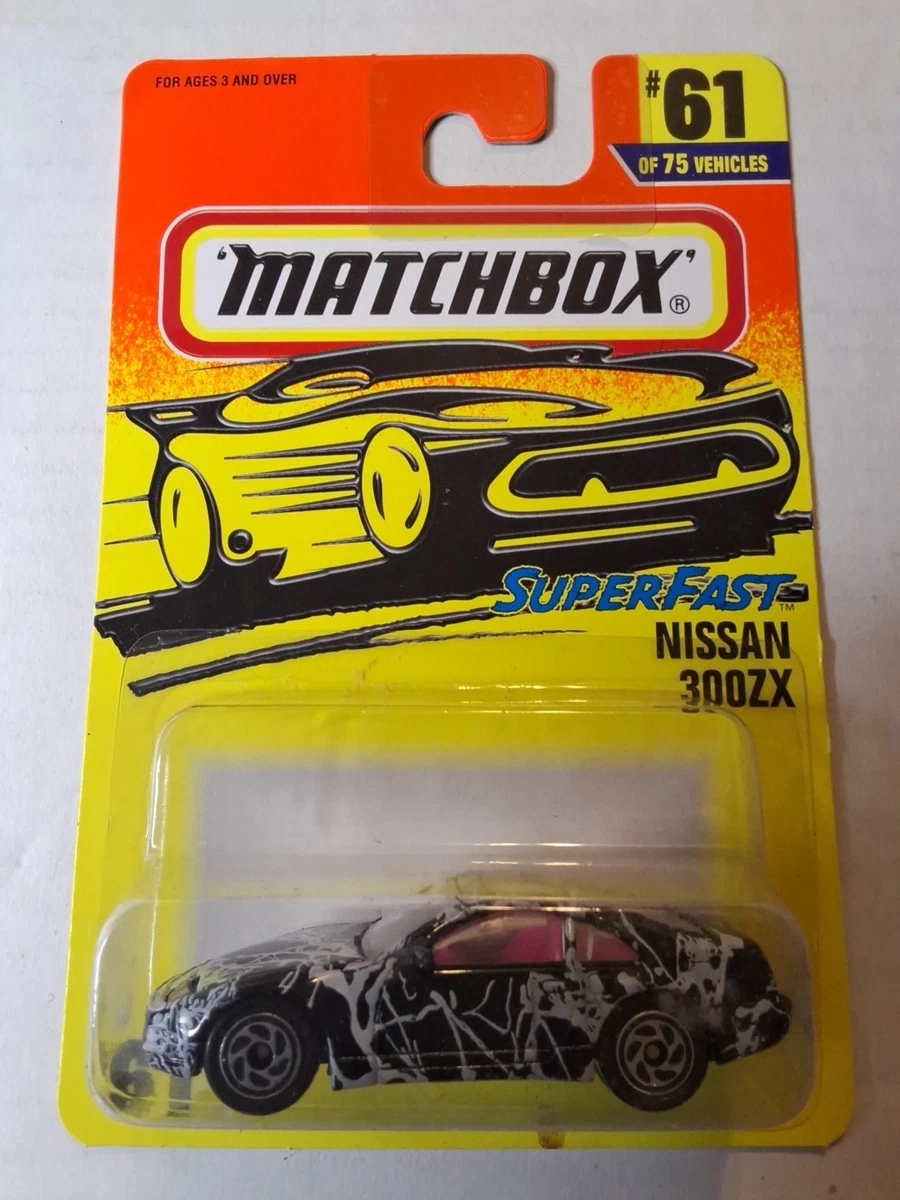 FOR AGES 3 AND OVER
#61
OF 75 VEHICLES
'MATCHBOX'®
SUPERFAST™
NISSAN
300ZX